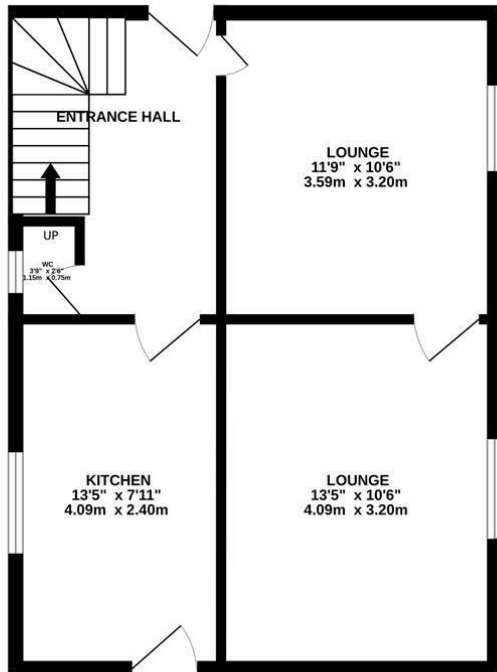 ENTRANCE HALL
LOUNGE
11'9" x 10'6"
3.59m x 3.20m
UP
WC
3'9" x 2'6"
1.15m x 0.75m
KITCHEN
13'5" x 7'11"
4.09m x 2.40m
LOUNGE
13'5" x 10'6"
4.09m x 3.20m